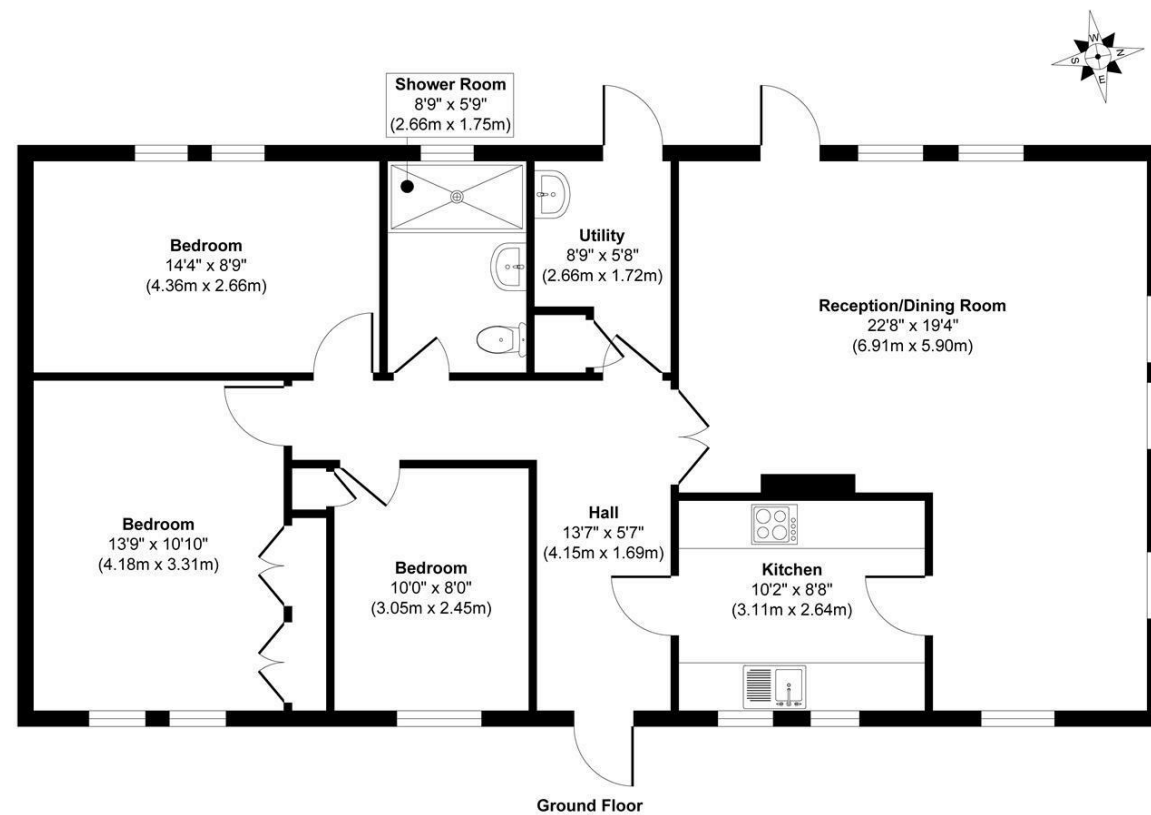 W
N
S
E
Shower Room
8'9" x 5'9"
(2.66m x 1.75m)
Bedroom
14'4" x 8'9"
(4.36m x 2.66m)
Utility
8'9" x 5'8"
(2.66m x 1.72m)
Reception/Dining Room
22'8" x 19'4"
(6.91m x 5.90m)
Bedroom
13'9" x 10'10"
(4.18m x 3.31m)
Bedroom
10'0" x 8'0"
(3.05m x 2.45m)
Hall
13'7" x 5'7"
(4.15m x 1.69m)
Kitchen
10'2" x 8'8"
(3.11m x 2.64m)
Ground Floor